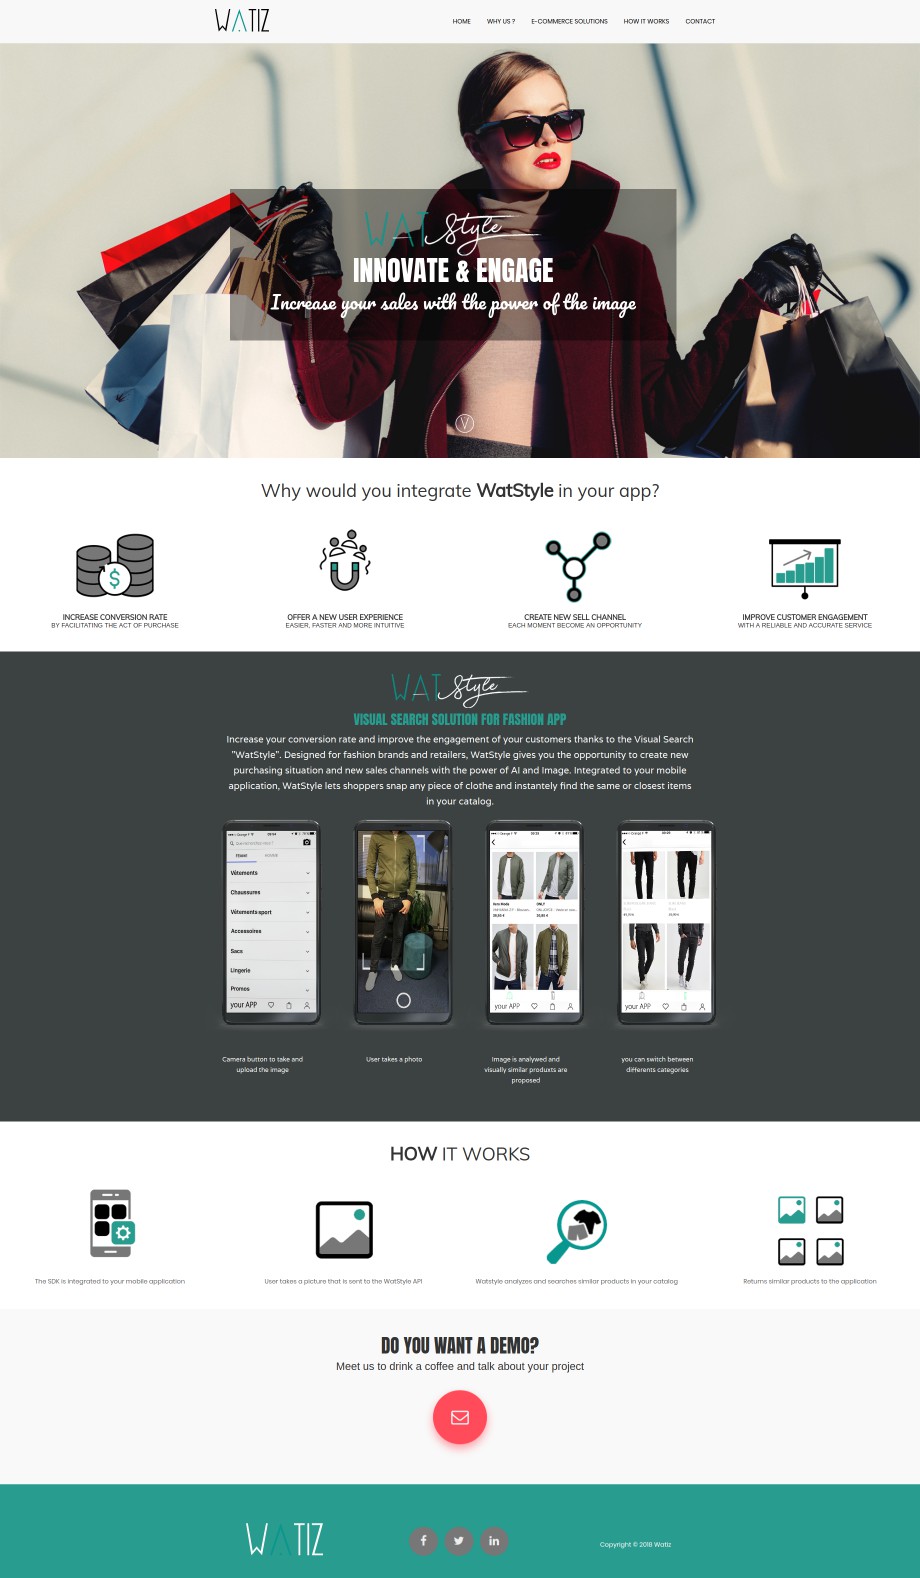 WATIZ
HOME WHY US ? E-COMMERCE SOLUTIONS HOW IT WORKS CONTACT
WAT Style
INNOVATE & ENGAGE
Increase your sales with the power of the image
Why would you integrate WatStyle in your app?
$
INCREASE CONVERSION RATE
BY FACILITATING THE ACT OF PURCHASE
OFFER A NEW USER EXPERIENCE
EASIER, FASTER AND MORE INTUITIVE
CREATE NEW SELL CHANNEL
EACH MOMENT BECOME AN OPPORTUNITY
IMPROVE CUSTOMER ENGAGEMENT
WITH A RELIABLE AND ACCURATE SERVICE
WAT Style
VISUAL SEARCH SOLUTION FOR FASHION APP
Increase your conversion rate and improve the engagement of your customers thanks to the Visual Search
"WatStyle". Designed for fashion brands and retailers, WatStyle gives you the opportunity to create new
purchasing situation and new sales channels with the power of AI and Image. Integrated to your mobile
application, WatStyle lets shoppers snap any piece of clothe and instantely find the same or closest items
in your catalog.
FEMME HOMME
Vêtements
Chaussures
Vêtements sport
Accessoires
Sacs
Lingerie
Promos
your APP
Vero Moda ONLY
your APP
your APP
Camera button to take and
upload the image
User takes a photo
Image is analywed and
visually similar produxts are
proposed
you can switch between
differents categories
HOW IT WORKS
The SDK is integrated to your mobile application
User takes a picture that is sent to the WatStyle API
Watstyle analyzes and searches similar products in your catalog
Returns similar products to the application
DO YOU WANT A DEMO?
Meet us to drink a coffee and talk about your project
WATIZ
Copyright © 2018 Watiz